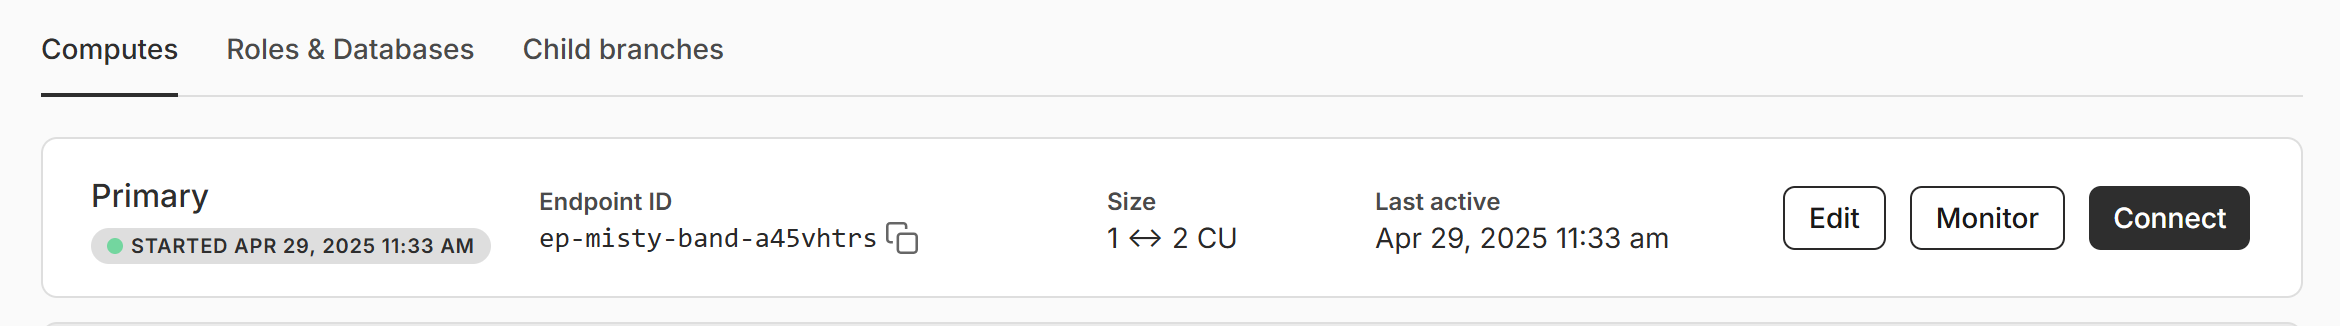 Computes Roles & Databases Child branches
Primary
STARTED APR 29, 2025 11:33 AM
Endpoint ID
ep-misty-band-a45vhtrs
Size
1 ↔ 2 CU
Last active
Apr 29, 2025 11:33 am
Edit Monitor Connect